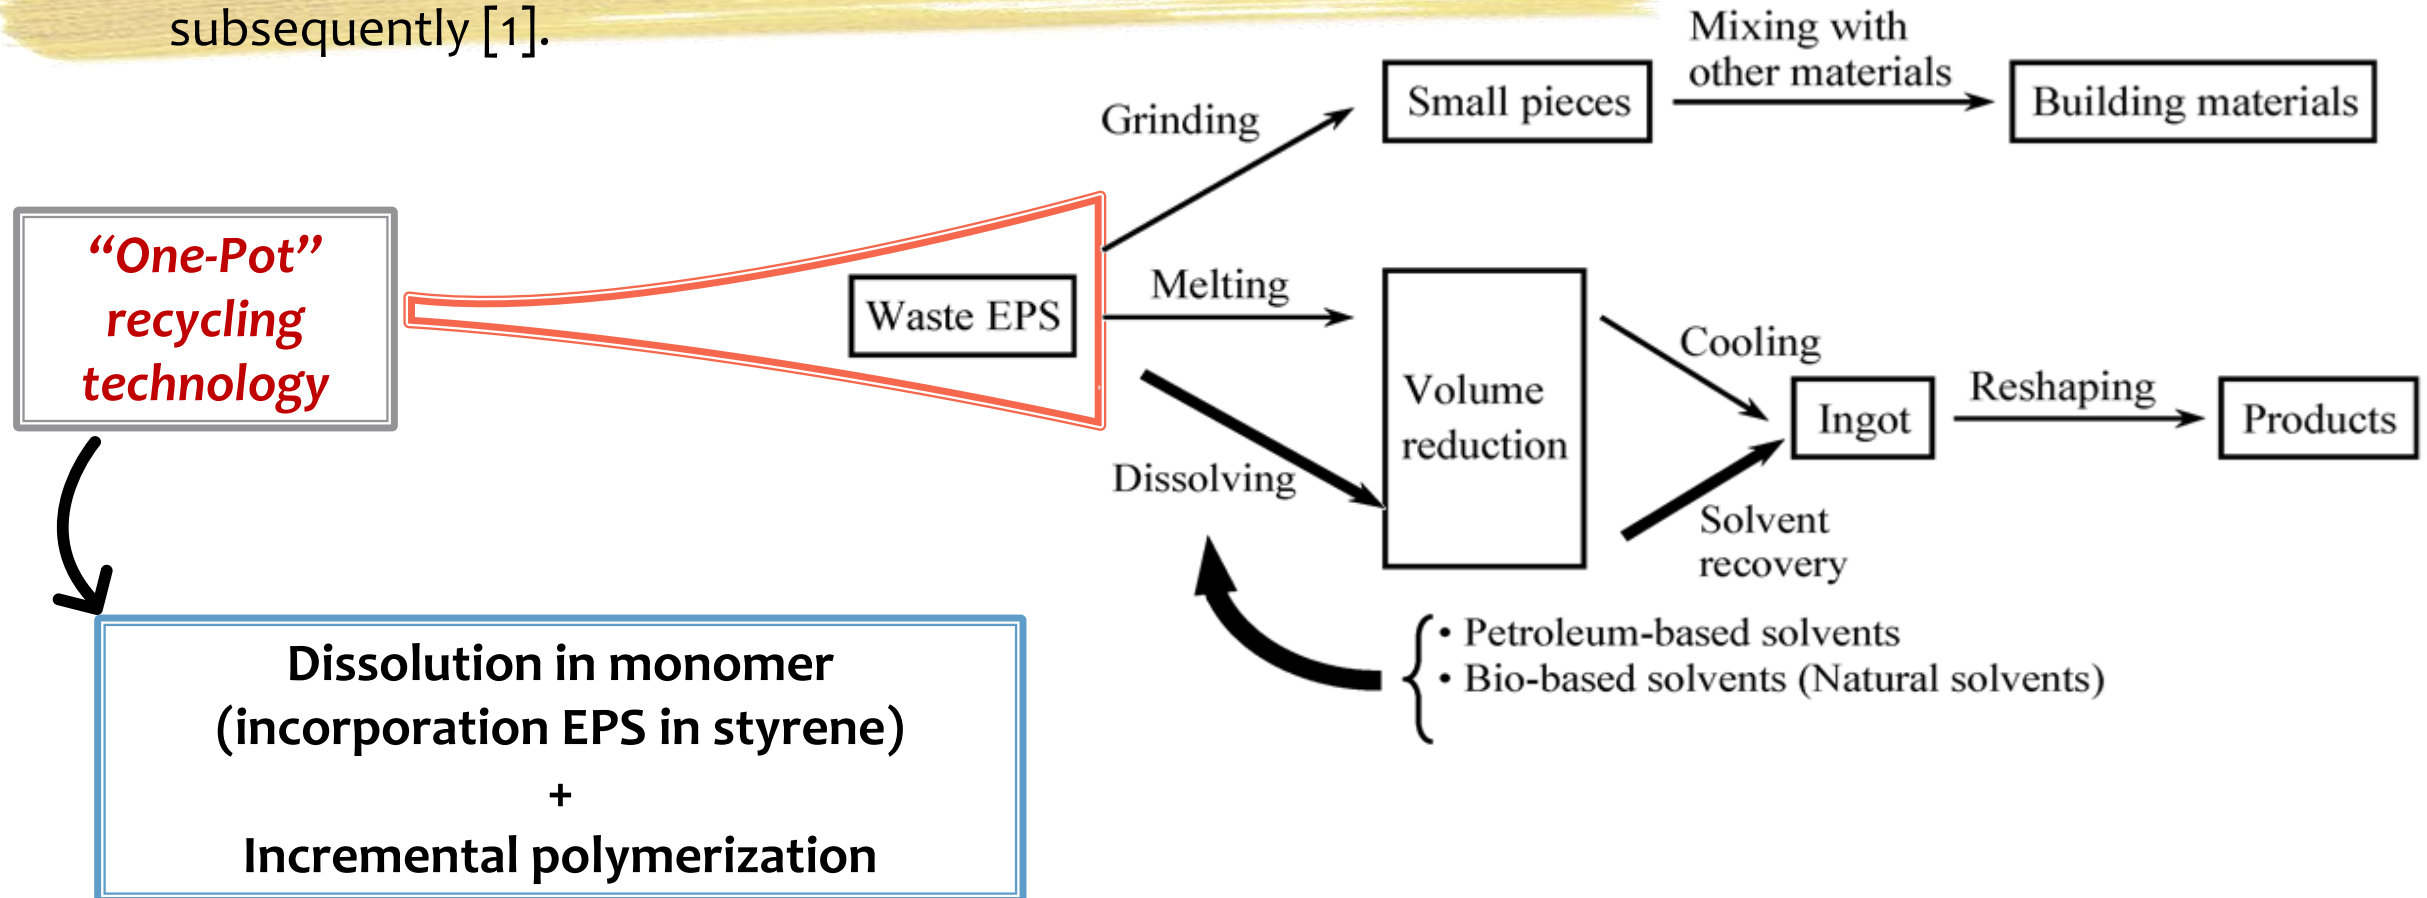 subsequently [1].
Mixing with
other materials
Grinding
Small pieces
Building materials
“One-Pot”
recycling
technology
Waste EPS
Melting
Dissolving
Volume
reduction
Cooling
Solvent
recovery
Ingot
Reshaping
Products
• Petroleum-based solvents
• Bio-based solvents (Natural solvents)
Dissolution in monomer
(incorporation EPS in styrene)
+
Incremental polymerization